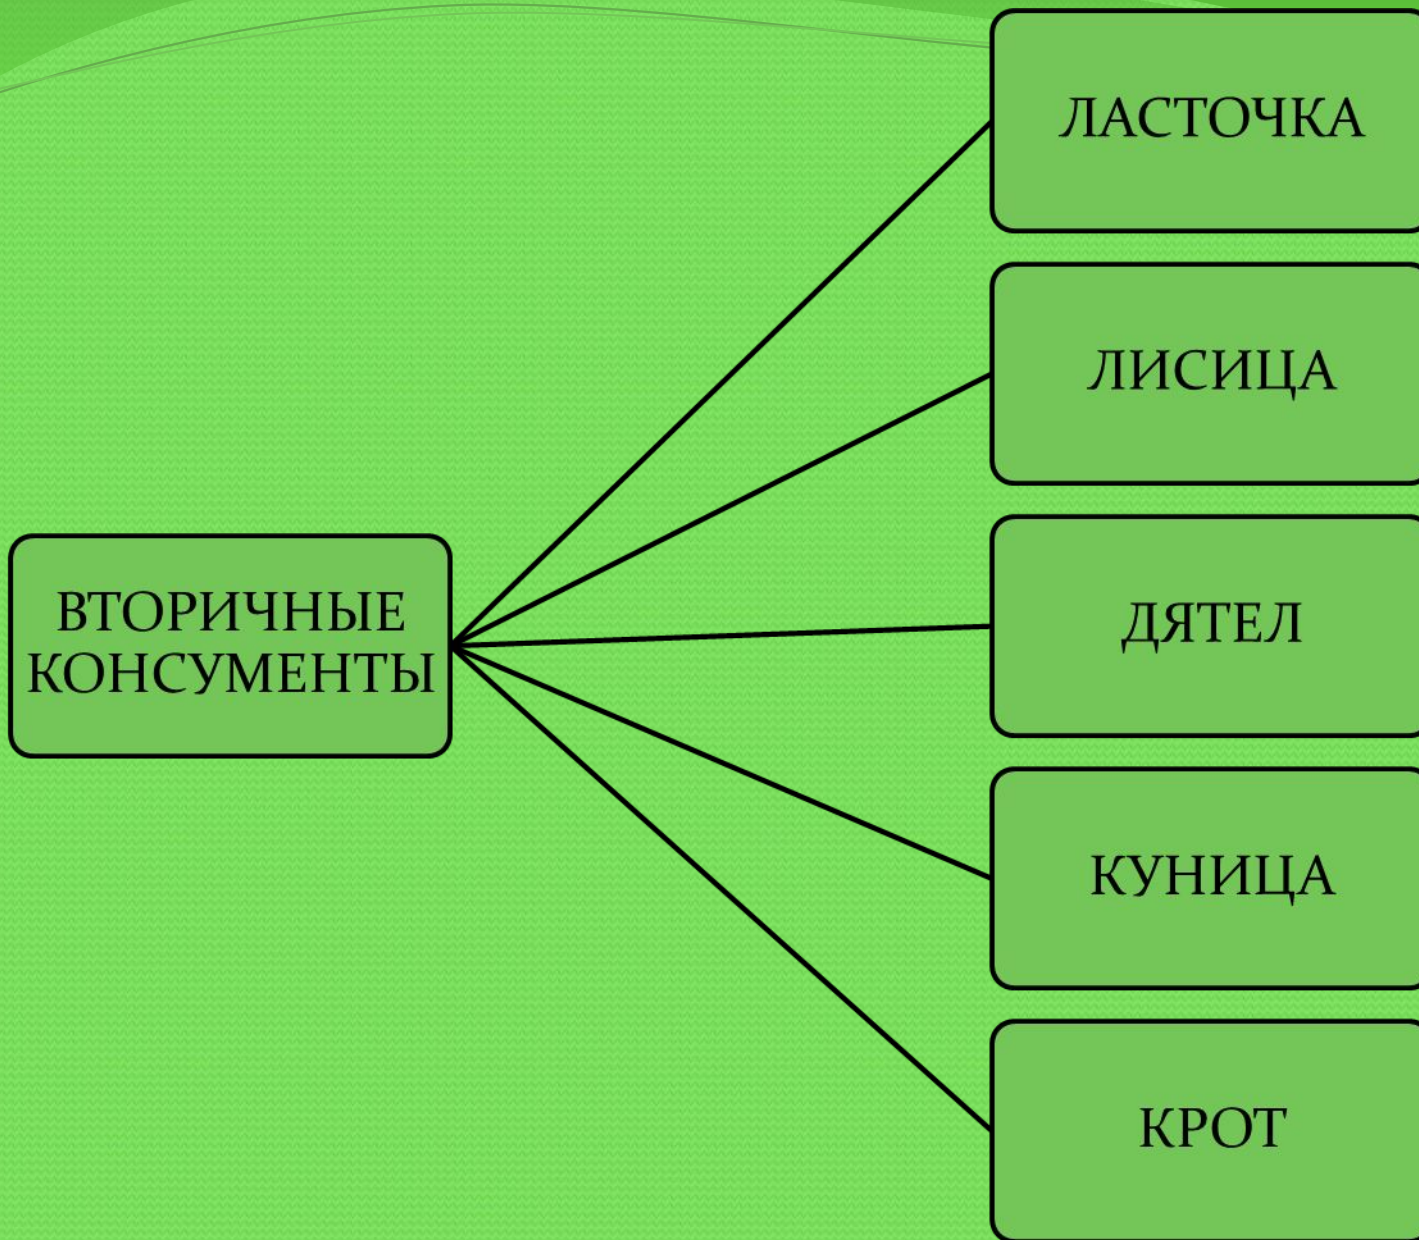 ВТОРИЧНЫЕ
КОНСУМЕНТЫ
ЛАСТОЧКА
ЛИСИЦА
ДЯТЕЛ
КУНИЦА
КРОТ